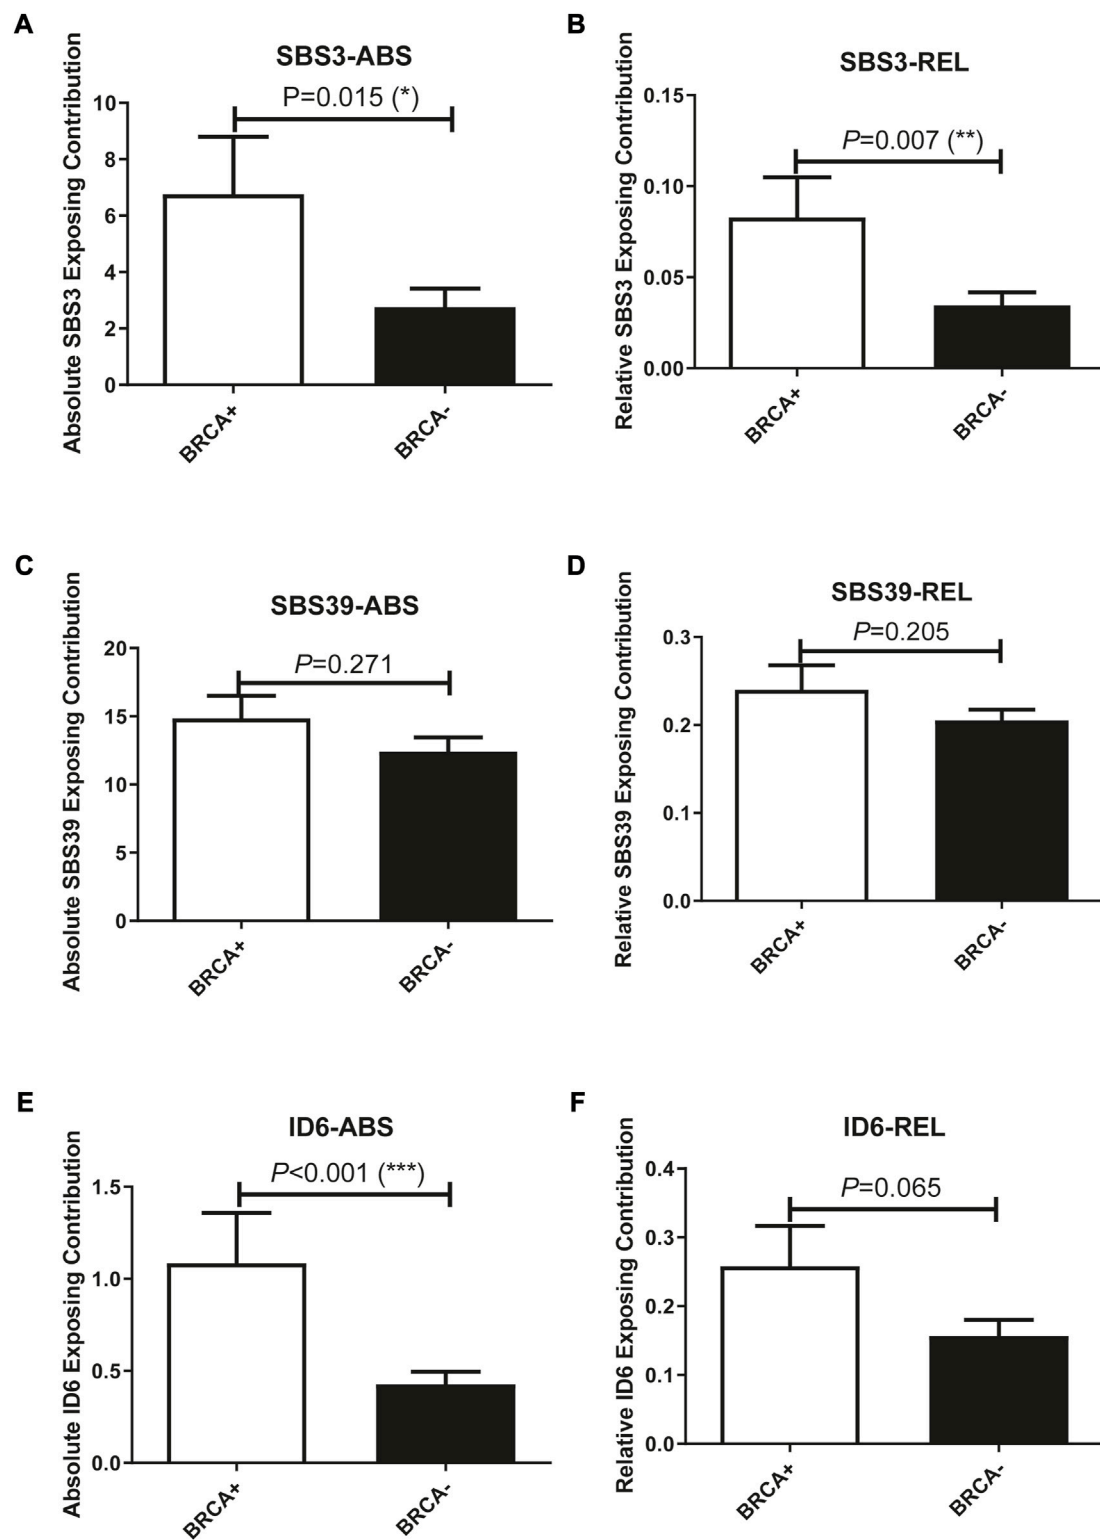 A
SBS3-ABS
P=0.015 (*)
Absolute SBS3 Exposing Contribution
10
8
6
4
2
0
BRCA+
BRCA-
B
SBS3-REL
P=0.007 (**)
Relative SBS3 Exposing Contribution
0.15
0.10
0.05
0.00
BRCA+
BRCA-
C
SBS39-ABS
P=0.271
Absolute SBS39 Exposing Contribution
20
15
10
5
0
BRCA+
BRCA-
D
SBS39-REL
P=0.205
Relative SBS39 Exposing Contribution
0.3
0.2
0.1
0.0
BRCA+
BRCA-
E
ID6-ABS
P<0.001 (***)
Absolute ID6 Exposing Contribution
1.5
1.0
0.5
0.0
BRCA+
BRCA-
F
ID6-REL
P=0.065
Relative ID6 Exposing Contribution
0.4
0.3
0.2
0.1
0.0
BRCA+
BRCA-